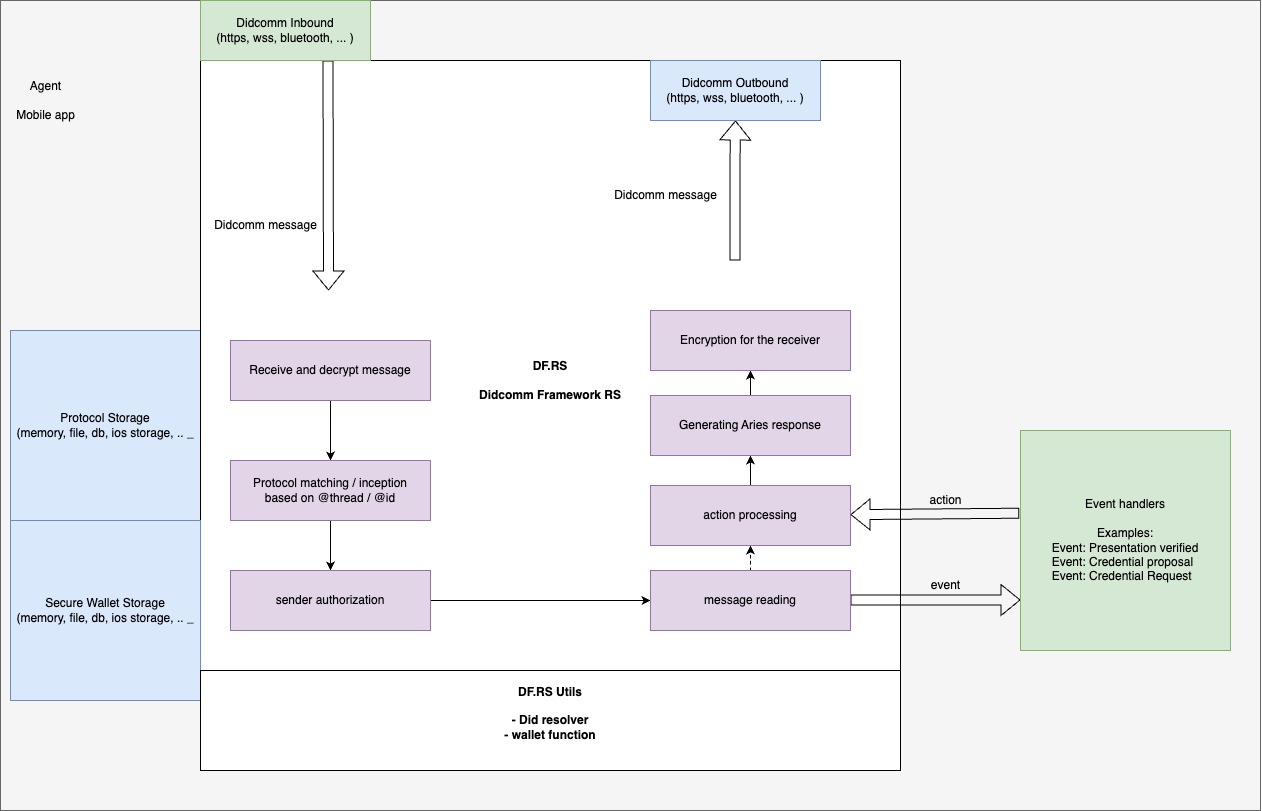 Didcomm Inbound
(https, wss, bluetooth, ... )
Agent
Mobile app
Didcomm Outbound
(https, wss, bluetooth, ... )
Didcomm message
Didcomm message
Receive and decrypt message
Protocol matching / inception
based on @thread / @id
sender authorization
DF.RS
Didcomm Framework RS
Encryption for the receiver
Generating Aries response
action processing
message reading
action
event
Event handlers
Examples:
Event: Presentation verified
Event: Credential proposal
Event: Credential Request
Protocol Storage
(memory, file, db, ios storage, .. _
Secure Wallet Storage
(memory, file, db, ios storage, .. _
DF.RS Utils
- Did resolver
- wallet function